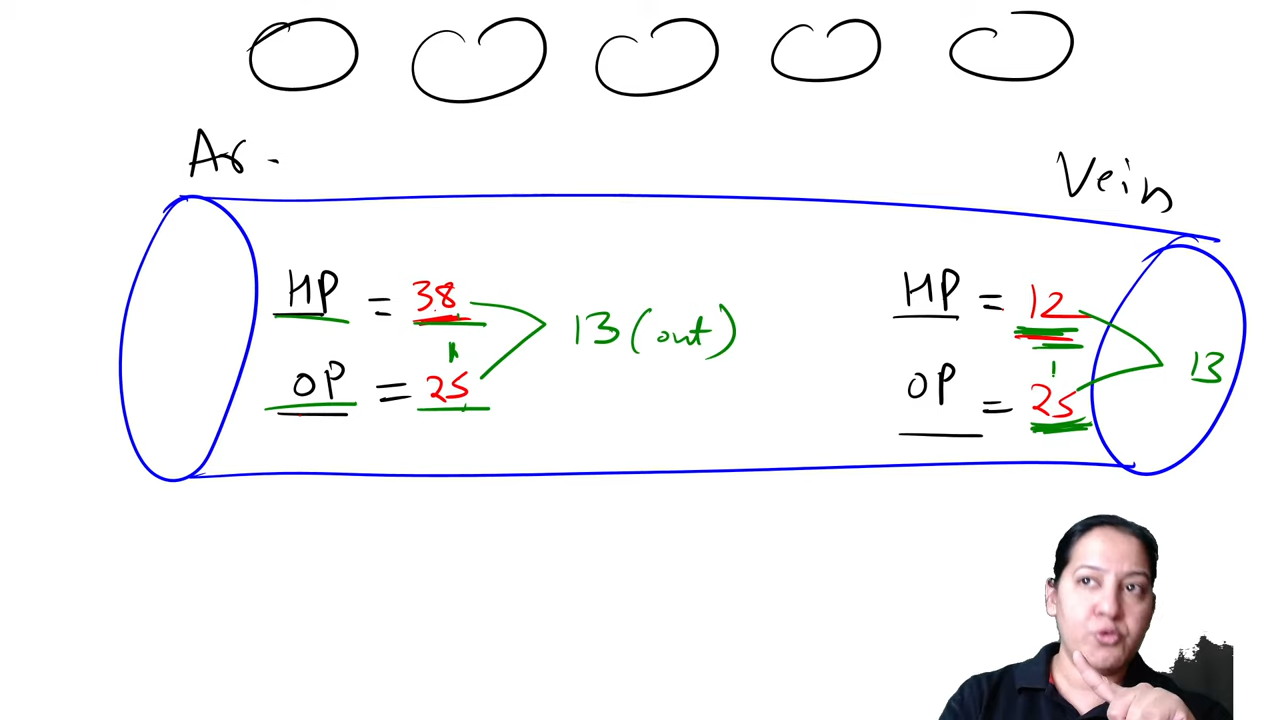 Ar. Vein
HP = 38 13 (out)
OP = 25
HP = 12 13
OP = 25